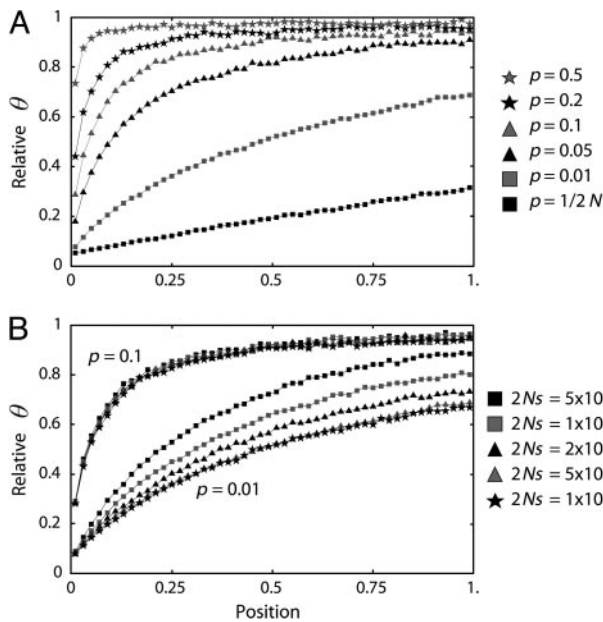 A
1
0.8
0.6
0.4
0.2
0
Relative θ
0 0.25 0.5 0.75 1.
p = 0.5
p = 0.2
p = 0.1
p = 0.05
p = 0.01
p = 1/2 N
B
1
0.8
0.6
0.4
0.2
0
Relative θ
p = 0.1
p = 0.01
0 0.25 0.5 0.75 1.
Position
2Ns = 5x10
2Ns = 1x10
2Ns = 2x10
2Ns = 5x10
2Ns = 1x10